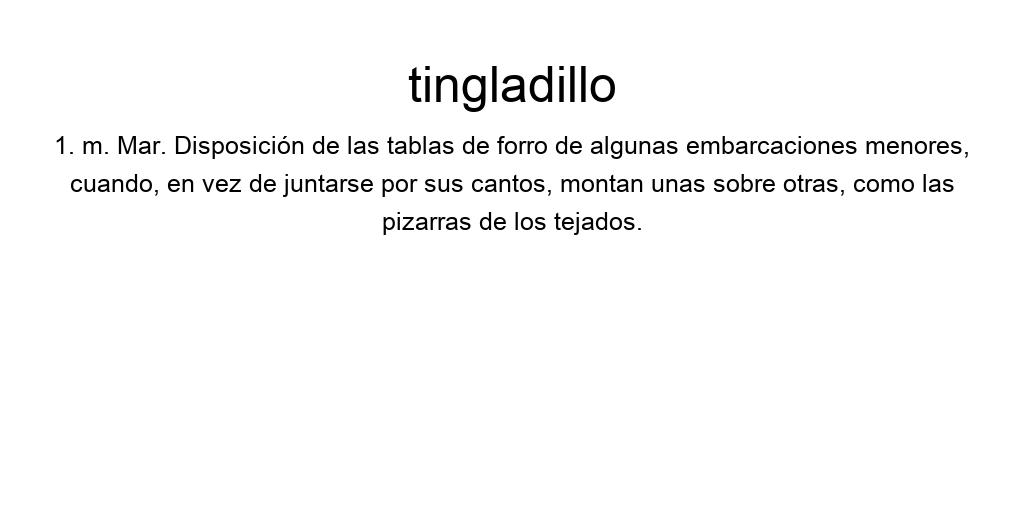 tingladillo
1. m. Mar. Disposición de las tablas de forro de algunas embarcaciones menores,
cuando, en vez de juntarse por sus cantos, montan unas sobre otras, como las
pizarras de los tejados.